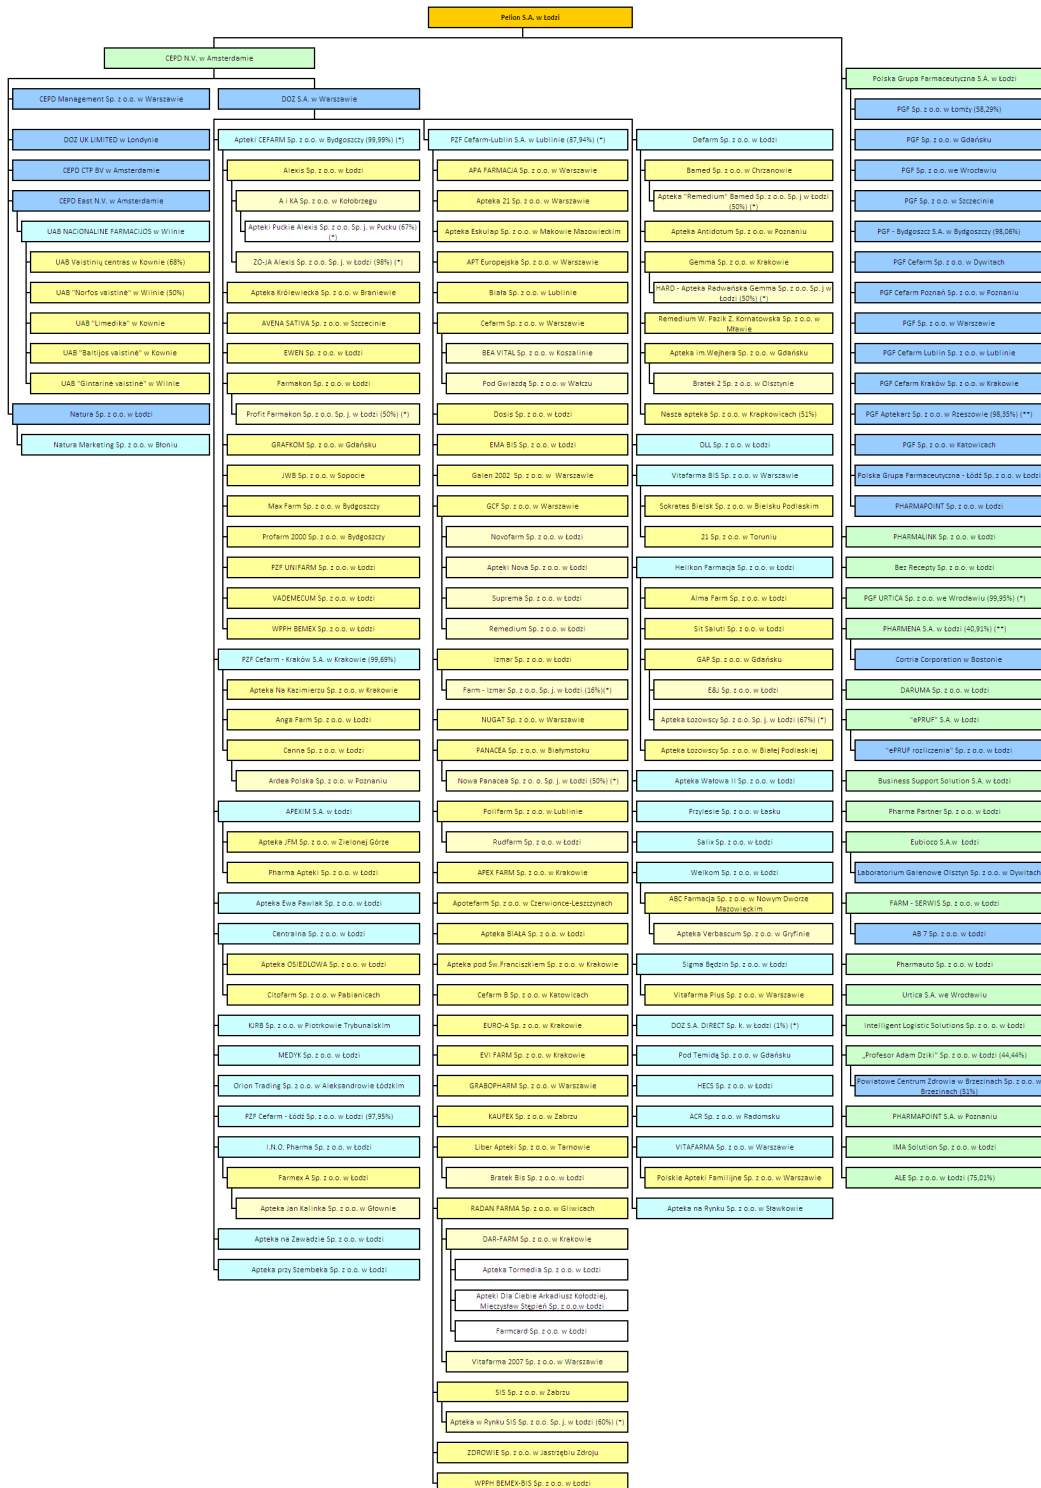 Pelion S.A. w Łodzi
CEPD N.V. w Amsterdamie
CEPD Management Sp. z o.o. w Warszawie
DOZ UK LIMITED w Londynie
CEPD CTP BV w Amsterdamie
CEPD East N.V. w Amsterdamie
UAB NACIONALINE FARMACIJOS w Wilnie
UAB Vaistinių centras w Kownie (68%)
UAB "Norfos vaistinė" w Wilnie (50%)
UAB "Limedika" w Kownie
UAB "Baltijos vaistinė" w Kownie
UAB "Gintarinė vaistinė" w Wilnie
Natura Sp. z o.o. w Łodzi
Natura Marketing Sp. z o.o. w Błoniu
DOZ S.A. w Warszawie
Apteki CEFARM Sp. z o.o. w Bydgoszczy (99,99%) (*)
Alexis Sp. z o.o. w Łodzi
A i KA Sp. z o.o. w Kołobrzegu
Apteki Puckie Alexis Sp. z o.o. Sp. j. w Pucku (67%)
(*)
ZO-JA Alexis Sp. z o.o. Sp. j. w Łodzi (98%) (*)
Apteka Królewiecka Sp. z o.o. w Braniewie
AVENA SATIVA Sp. z o.o. w Szczecinie
EWEN Sp. z o.o. w Łodzi
Farmakon Sp. z o.o. w Łodzi
Profit Farmakon Sp. z o.o. Sp. j. w Łodzi (50%) (*)
GRAFKOM Sp. z o.o. w Gdańsku
JWB Sp. z o.o. w Sopocie
Max Farm Sp. z o.o. w Bydgoszczy
Profarm 2000 Sp. z o.o. w Bydgoszczy
PZF UNIFARM Sp. z o.o. w Łodzi
VADEMECUM Sp. z o.o. w Łodzi
WPPH BEMEX Sp. z o.o. w Łodzi
PZF Cefarm - Kraków S.A. w Krakowie (99,69%)
Apteka Na Kazimierzu Sp. z o.o. w Krakowie
Anga Farm Sp. z o.o. w Łodzi
Canna Sp. z o.o. w Łodzi
Ardea Polska Sp. z o.o. w Poznaniu
APEXIM S.A. w Łodzi
Apteka JFM Sp. z o.o. w Zielonej Górze
Pharma Apteki Sp. z o.o. w Łodzi
Apteka Ewa Pawlak Sp. z o.o. w Łodzi
Centralna Sp. z o.o. w Łodzi
Apteka OSIEDLOWA Sp. z o.o. w Łodzi
Citofarm Sp. z o.o. w Pabianicach
KJRB Sp. z o.o. w Piotrkowie Trybunalskim
MEDYK Sp. z o.o. w Łodzi
Orion Trading Sp. z o.o. w Aleksandrowie Łódzkim
PZF Cefarm - Łódź Sp. z o.o. w Łodzi (97,95%)
I.N.O. Pharma Sp. z o.o. w Łodzi
Farmex A Sp. z o.o. w Łodzi
Apteka Jan Kalinka Sp. z o.o. w Głownie
Apteka na Zawadzie Sp. z o.o. w Łodzi
Apteka przy Szembeka Sp. z o.o. w Łodzi
PZF Cefarm-Lublin S.A. w Lublinie (87,94%) (*)
APA FARMACJA Sp. z o.o. w Warszawie
Apteka 21 Sp. z o.o. w Warszawie
Apteka Eskulap Sp. z o.o. w Makowie Mazowieckim
APT Europejska Sp. z o.o. w Warszawie
Biała Sp. z o.o. w Lublinie
Cefarm Sp. z o.o. w Warszawie
BEA VITAL Sp. z o.o. w Koszalinie
Pod Gwiazdą Sp. z o.o. w Wałczu
Dosis Sp. z o.o. w Łodzi
EMA BIS Sp. z o.o. w Łodzi
Galen 2002 Sp. z o.o. w Warszawie
GCF Sp. z o.o. w Warszawie
Novofarm Sp. z o.o. w Łodzi
Apteki Nova Sp. z o.o. w Łodzi
Suprema Sp. z o.o. w Łodzi
Remedium Sp. z o.o. w Łodzi
Izmar Sp. z o.o. w Łodzi
Farm - Izmar Sp. z o.o. Sp. j. w Łodzi (16%)(*)
NUGAT Sp. z o.o. w Warszawie
PANACEA Sp. z o.o. w Białymstoku
Nowa Panacea Sp. z o. o. Sp. j. w Łodzi (50%) (*)
Polifarm Sp. z o.o. w Lublinie
Rudfarm Sp. z o.o. w Łodzi
APEX FARM Sp. z o.o. w Krakowie
Apotefarm Sp. z o.o. w Czerwionce-Leszczynach
Apteka BIAŁA Sp. z o.o. w Łodzi
Apteka pod Św.Franciszkiem Sp. z o.o. w Krakowie
Cefarm B Sp. z o.o. w Katowicach
EURO-A Sp. z o.o. w Krakowie
EVI FARM Sp. z o.o. w Krakowie
GRABOPHARM Sp. z o.o. w Warszawie
KAUFEX Sp. z o.o. w Zabrzu
Liber Apteki Sp. z o.o. w Tarnowie
Bratek Bis Sp. z o.o. w Łodzi
RADAN FARMA Sp. z o.o. w Gliwicach
DAR-FARM Sp. z o.o. w Krakowie
Apteka Tormedia Sp. z o.o. w Łodzi
Apteki Dla Ciebie Arkadiusz Kołodziej,
Mieczysław Stępień Sp. z o.o.w Łodzi
Farmcard Sp. z o.o. w Łodzi
Vitafarma 2007 Sp. z o.o. w Warszawie
SIS Sp. z o.o. w Zabrzu
Apteka w Rynku SIS Sp. z o.o. Sp. j. w Łodzi (60%) (*)
ZDROWIE Sp. z o.o. w Jastrzębiu Zdroju
WPPH BEMEX-BIS Sp. z o.o. w Łodzi
Defarm Sp. z o.o. w Łodzi
Bamed Sp. z o.o. w Chrzanowie
Apteka "Remedium" Bamed Sp. z o.o. Sp. j w Łodzi
(50%) (*)
Apteka Antidotum Sp. z o.o. w Poznaniu
Gemma Sp. z o.o. w Krakowie
HARD - Apteka Radwańska Gemma Sp. z o.o. Sp. j w
Łodzi (50%) (*)
Remedium W. Pazik Z. Kornatowska Sp. z o.o. w
Mławie
Apteka im.Wejhera Sp. z o.o. w Gdańsku
Bratek 2 Sp. z o.o. w Olsztynie
Nasza apteka Sp. z o.o. w Krapkowicach (51%)
DLL Sp. z o.o. w Łodzi
Vitafarma BIS Sp. z o.o. w Warszawie
Sokrates Bielsk Sp. z o.o. w Bielsku Podlaskim
21 Sp. z o.o. w Toruniu
Helikon Farmacja Sp. z o.o. w Łodzi
Alma Farm Sp. z o.o. w Łodzi
Sit Saluti Sp. z o.o. w Łodzi
GAP Sp. z o.o. w Gdańsku
E&J Sp. z o.o. w Łodzi
Apteka Łozowscy Sp. z o.o. Sp. j. w Łodzi (67%) (*)
Apteka Łozowscy Sp. z o.o. w Białej Podlaskiej
Apteka Wałowa II Sp. z o.o. w Łodzi
Przylesie Sp. z o.o. w Łasku
Salix Sp. z o.o. w Łodzi
Welkom Sp. z o.o. w Łodzi
ABC Farmacja Sp. z o.o. w Nowym Dworze
Mazowieckim
Apteka Verbascum Sp. z o.o. w Gryfinie
Sigma Będzin Sp. z o.o. w Łodzi
Vitafarma Plus Sp. z o.o. w Warszawie
DOZ S.A. DIRECT Sp. k. w Łodzi (1%) (*)
Pod Temidą Sp. z o.o. w Gdańsku
HECS Sp. z o.o. w Łodzi
ACR Sp. z o.o. w Radomsku
VITAFARMA Sp. z o.o. w Warszawie
Polskie Apteki Familijne Sp. z o.o. w Warszawie
Apteka na Rynku Sp. z o.o. w Sławkowie
Polska Grupa Farmaceutyczna S.A. w Łodzi
PGF Sp. z o.o. w Łomży (58,29%)
PGF Sp. z o.o. w Gdańsku
PGF Sp. z o.o. we Wrocławiu
PGF Sp. z o.o. w Szczecinie
PGF - Bydgoszcz S.A. w Bydgoszczy (98,06%)
PGF Cefarm Sp. z o.o. w Dywitach
PGF Cefarm Poznań Sp. z o.o. w Poznaniu
PGF Sp. z o.o. w Warszawie
PGF Cefarm Lublin Sp. z o.o. w Lublinie
PGF Cefarm Kraków Sp. z o.o. w Krakowie
PGF Aptekarz Sp. z o.o. w Rzeszowie (98,35%) (**)
PGF Sp. z o.o. w Katowicach
Polska Grupa Farmaceutyczna - Łódź Sp. z o.o. w Łodzi
PHARMAPOINT Sp. z o.o. w Łodzi
PHARMALINK Sp. z o.o. w Łodzi
Bez Recepty Sp. z o.o. w Łodzi
PGF URTICA Sp. z o.o. we Wrocławiu (99,95%) (*)
PHARMENA S.A. w Łodzi (40,91%) (**)
Cortria Corporation w Bostonie
DARUMA Sp. z o.o. w Łodzi
"ePRUF" S.A. w Łodzi
"ePRUF rozliczenia" Sp. z o.o. w Łodzi
Business Support Solution S.A. w Łodzi
Pharma Partner Sp. z o.o. w Łodzi
Eubioco S.A.w Łodzi
Laboratorium Galenowe Olsztyn Sp. z o.o. w Dywitach
FARM - SERWIS Sp. z o.o. w Łodzi
AB 7 Sp. z o.o. w Łodzi
Pharmauto Sp. z o.o. w Łodzi
Urtica S.A. we Wrocławiu
Intelligent Logistic Solutions Sp. z o. o. w Łodzi
„Profesor Adam Dziki" Sp. z o.o. w Łodzi (44,44%)
Powiatowe Centrum Zdrowia w Brzezinach Sp. z o.o. w
Brzezinach (51%)
PHARMAPOINT S.A. w Poznaniu
IMA Solution Sp. z o.o. w Łodzi
ALE Sp. z o.o. w Łodzi (75,01%)